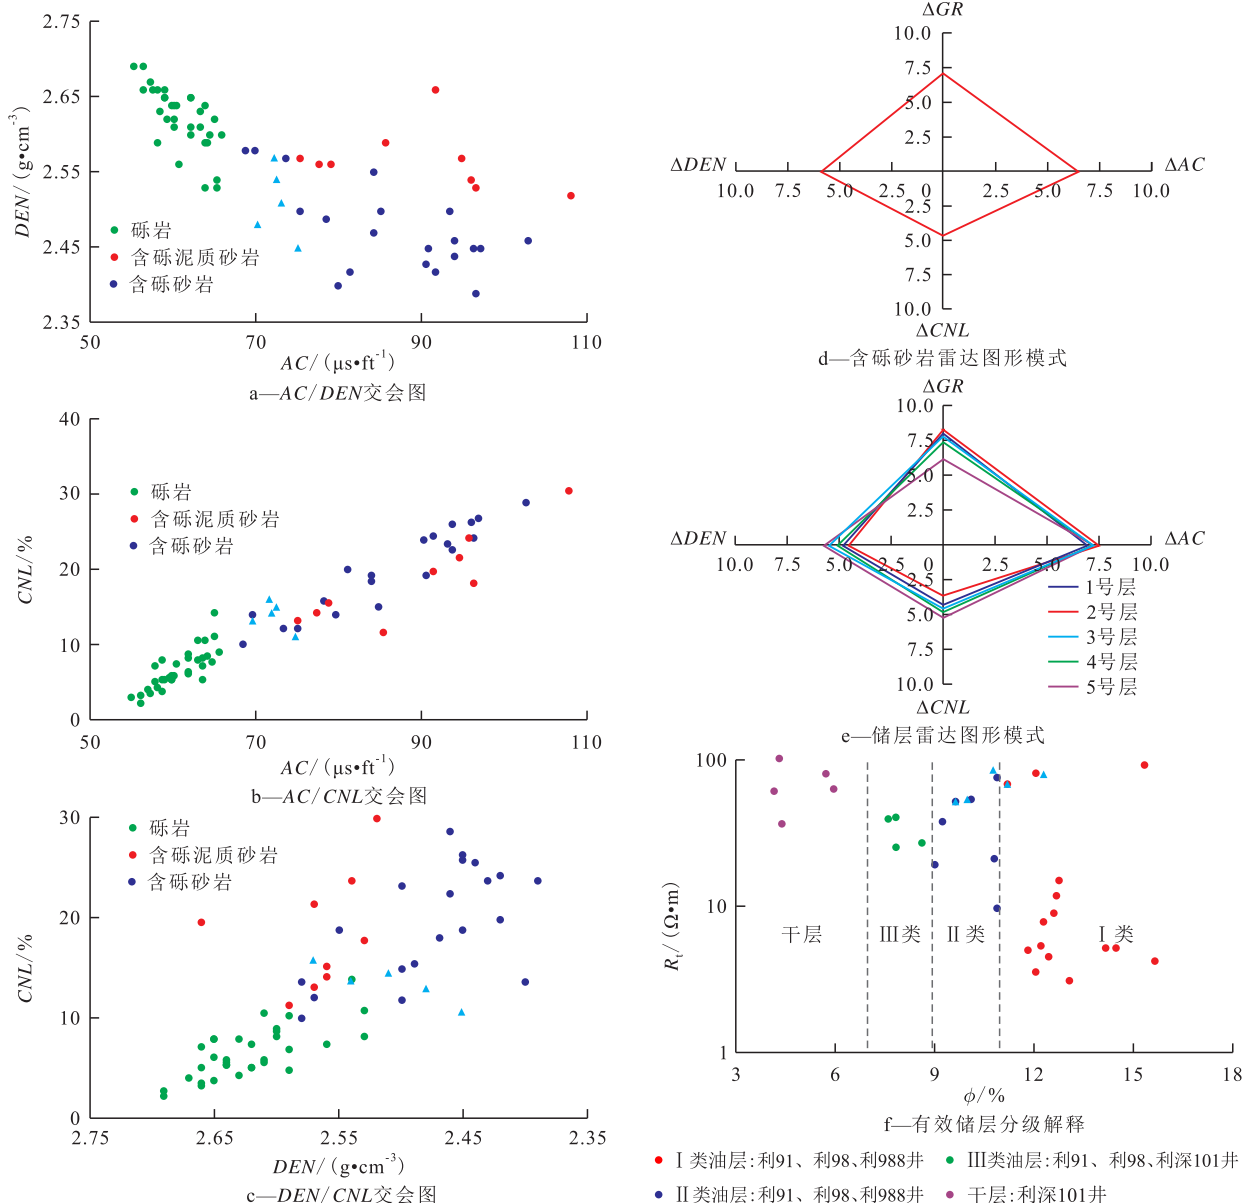 2.75
2.65
2.55
2.45
2.35
DEN/(g•cm⁻³)
砾岩
含砾泥质砂岩
含砾砂岩
50
70
90
110
AC/(μs•ft⁻¹)
a—AC/DEN交会图
40
30
20
10
0
CNL/%
砾岩
含砾泥质砂岩
含砾砂岩
50
70
90
110
AC/(μs•ft⁻¹)
b—AC/CNL交会图
30
20
10
0
CNL/%
砾岩
含砾泥质砂岩
含砾砂岩
2.75
2.65
2.55
2.45
2.35
DEN/(g•cm⁻³)
c—DEN/CNL交会图
ΔGR
10.0
7.5
5.0
2.5
ΔDEN
ΔAC
10.0 7.5 5.0 2.5 0 2.5 5.0 7.5 10.0
2.5
5.0
7.5
10.0
ΔCNL
d—含砾砂岩雷达图形模式
ΔGR
10.0
7.5
5.0
2.5
ΔDEN
ΔAC
10.0 7.5 5.0 2.5 0 2.5 5.0 7.5 10.0
2.5
5.0
7.5
10.0
1号层
2号层
3号层
4号层
5号层
ΔCNL
e—储层雷达图形模式
100
10
1
Rt/(Ω•m)
干层
Ⅲ类
Ⅱ类
Ⅰ类
3
6
9
12
15
18
ϕ/%
f—有效储层分级解释
Ⅰ类油层:利91、利98、利988井
Ⅲ类油层:利91、利98、利深101井
Ⅱ类油层:利91、利98、利988井
干层:利深101井